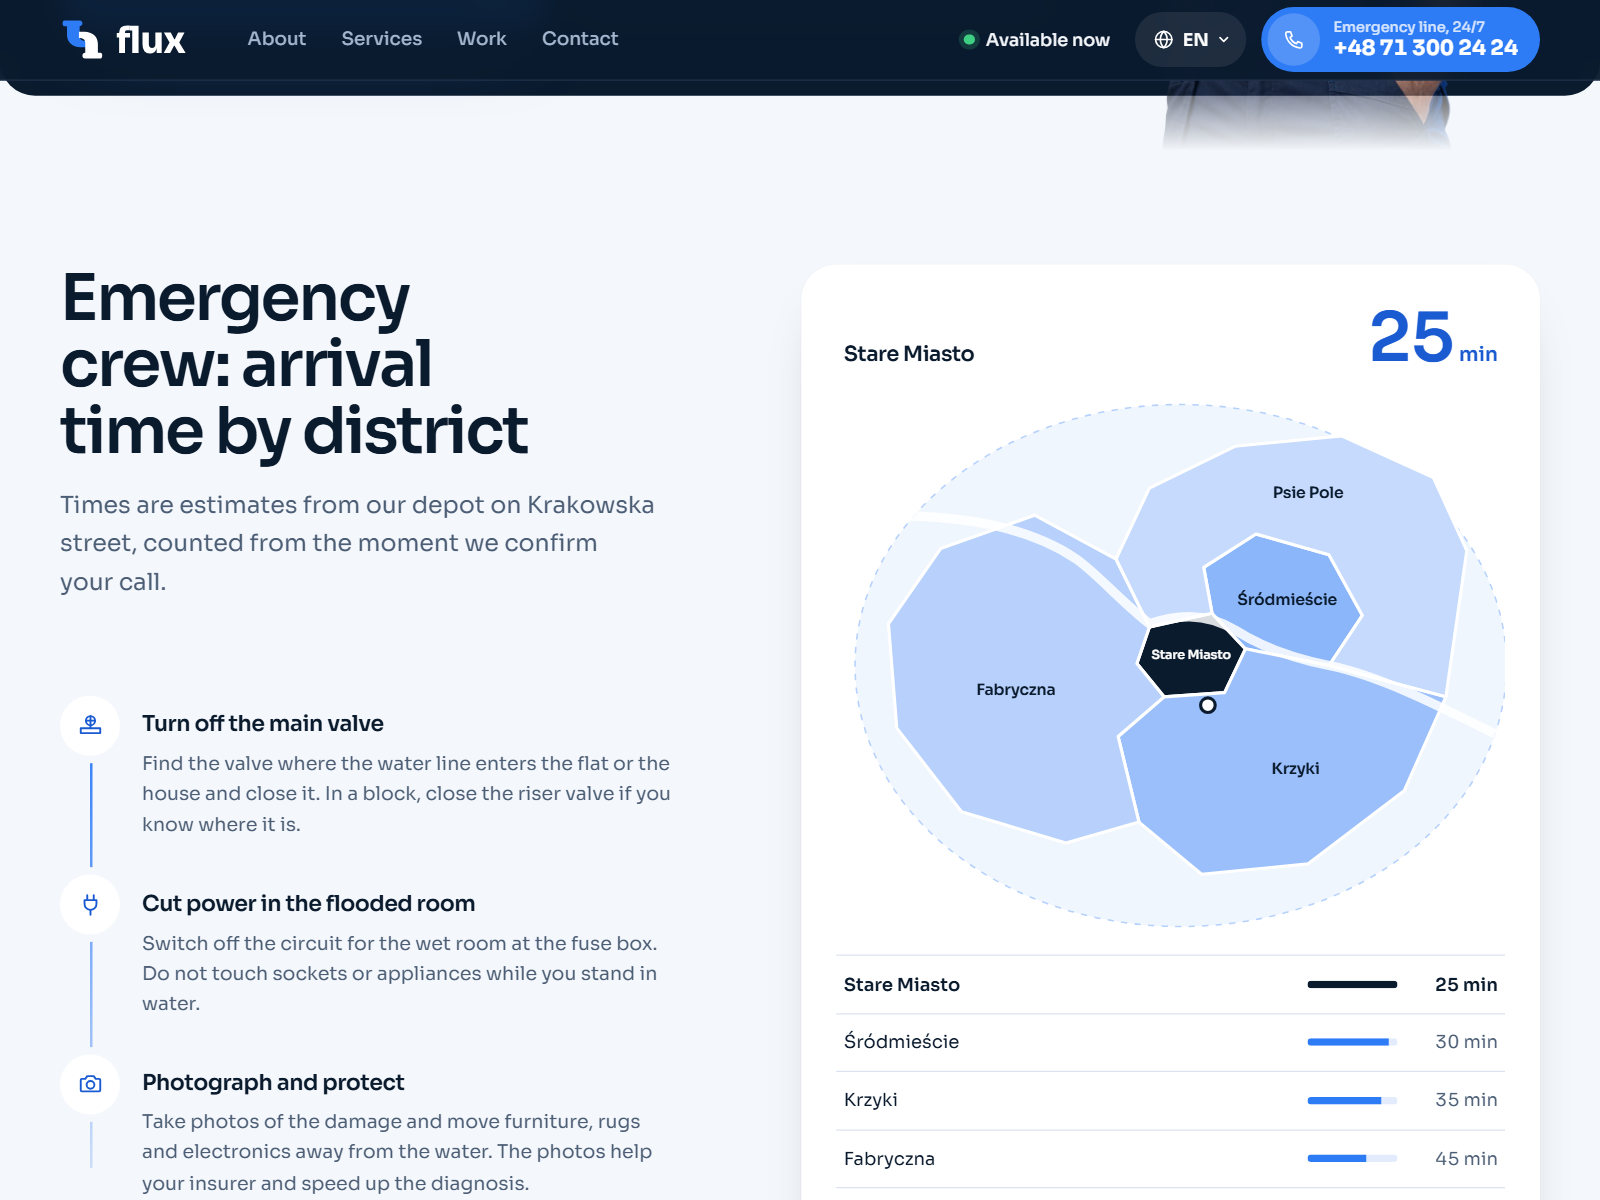 flux
About
Services
Work
Contact
Available now
EN
Emergency line, 24/7
+48 71 300 24 24
Emergency
crew: arrival
time by district
Times are estimates from our depot on Krakowska
street, counted from the moment we confirm
your call.
Turn off the main valve
Find the valve where the water line enters the flat or the
house and close it. In a block, close the riser valve if you
know where it is.
Cut power in the flooded room
Switch off the circuit for the wet room at the fuse box.
Do not touch sockets or appliances while you stand in
water.
Photograph and protect
Take photos of the damage and move furniture, rugs
and electronics away from the water. The photos help
your insurer and speed up the diagnosis.
Stare Miasto
25 min
Psie Pole
Śródmieście
Stare Miasto
Fabryczna
Krzyki
Stare Miasto 25 min
Śródmieście 30 min
Krzyki 35 min
Fabryczna 45 min